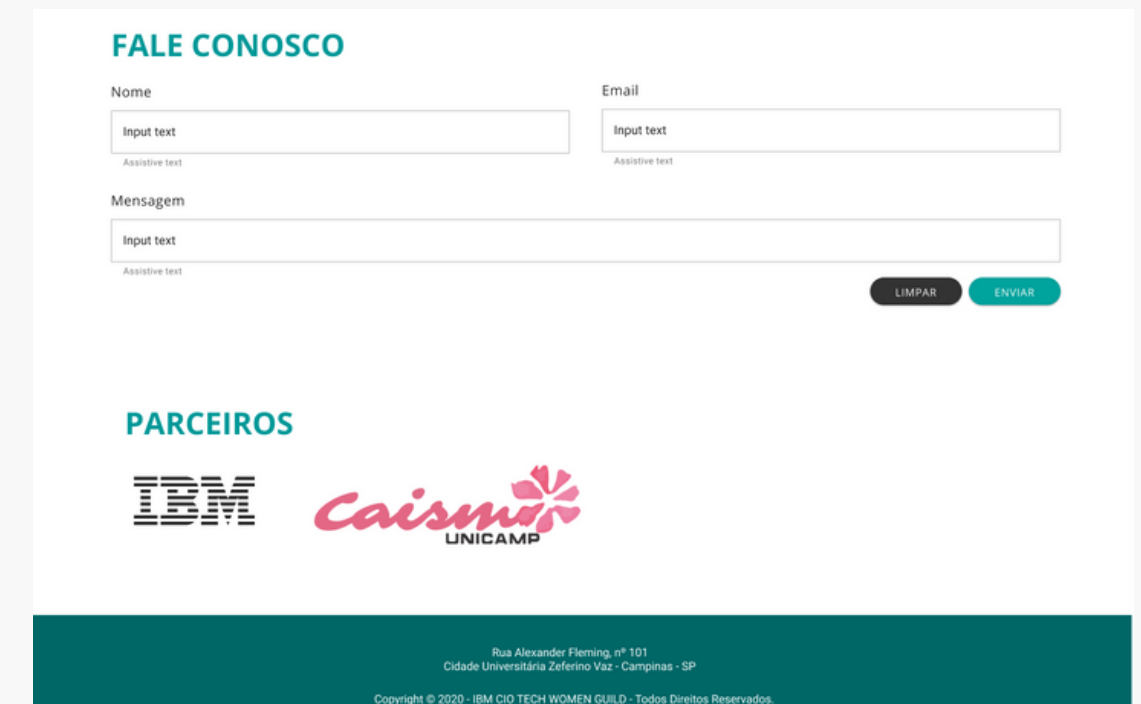 FALE CONOSCO
Nome
Email
Input text
Input text
Assistive text
Assistive text
Mensagem
Input text
Assistive text
LIMPAR
ENVIAR
PARCEIROS
IBM
Caism
UNICAMP
Rua Alexander Fleming, nº 101
Cidade Universitária Zeferino Vaz - Campinas - SP
Copyright © 2020 - IBM CIO TECH WOMEN GUILD - Todos Direitos Reservados.